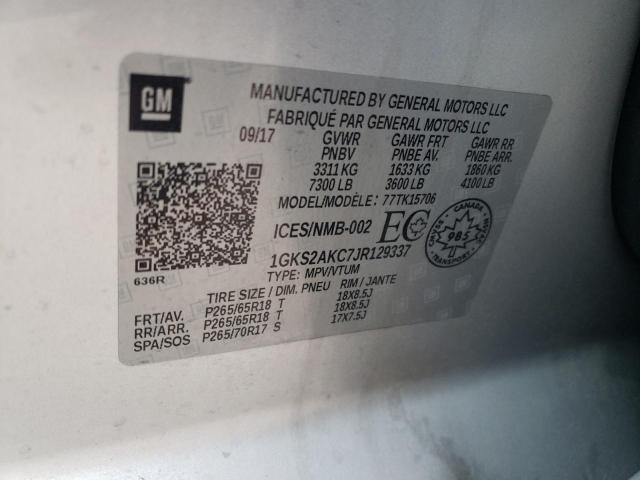 GM
MANUFACTURED BY GENERAL MOTORS LLC
FABRIQUÉ PAR GENERAL MOTORS LLC
09/17 GVWR GAWR FRT GAWR RR
PNBV PNBE AV. PNBE ARR.
3311 KG 1633 KG 1860 KG
7300 LB 3600 LB 4100 LB
MODEL/MODÈLE: 77TK15706
ICES/NMB-002 EC
CANADA
985
1GKS2AKC7JR129337
TYPE: MPV/VTUM
636R
TIRE SIZE / DIM. PNEU RIM / JANTE
FRT/AV. P265/65R18 T 18X8.5J
RR/ARR. P265/65R18 T 18X8.5J
SPA/SOS P265/70R17 S 17X7.5J